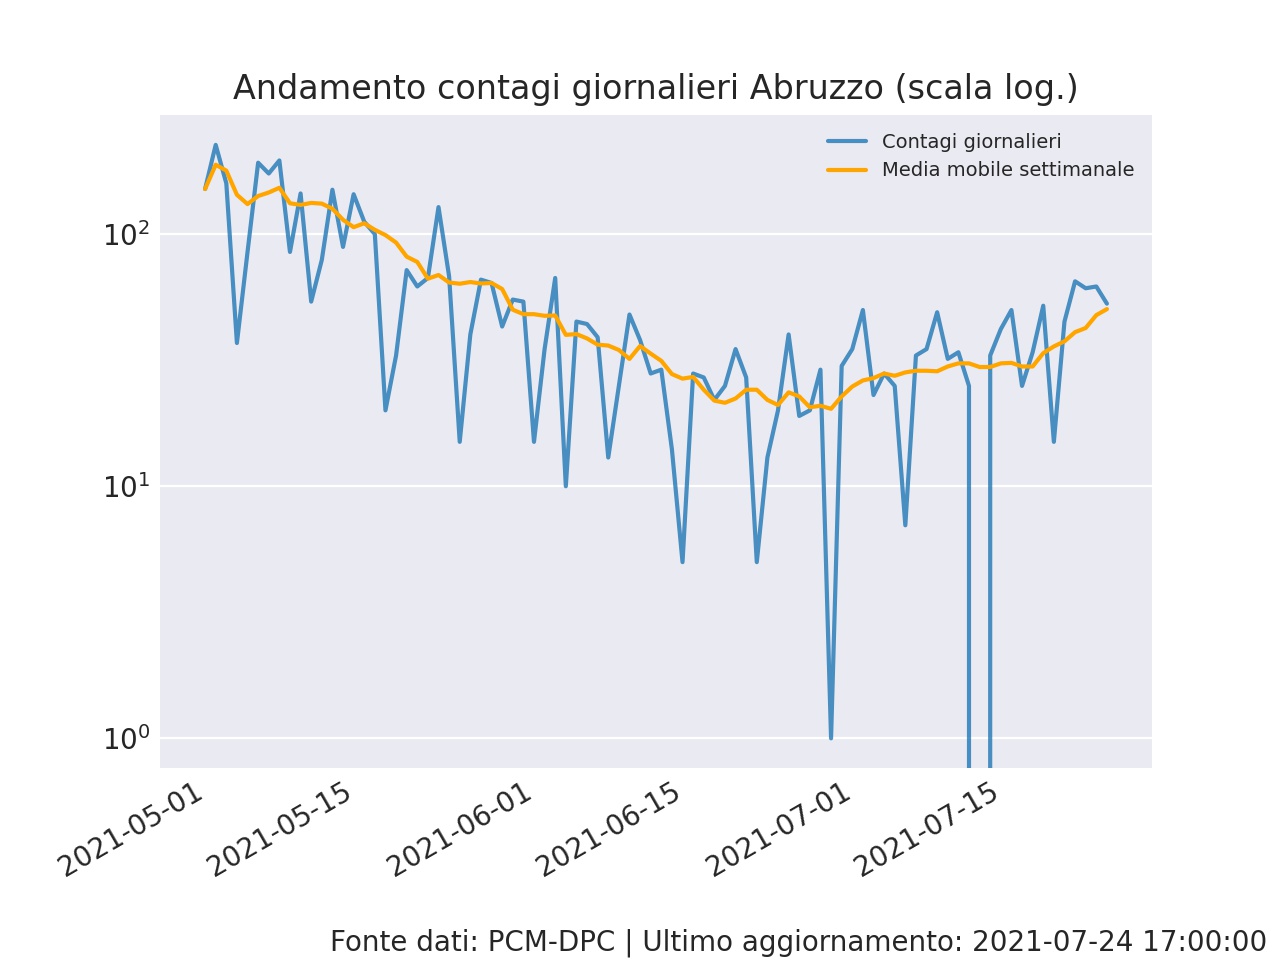 Andamento contagi giornalieri Abruzzo (scala log.)
Contagi giornalieri
Media mobile settimanale
10²
10¹
10⁰
2021-05-01
2021-05-15
2021-06-01
2021-06-15
2021-07-01
2021-07-15
Fonte dati: PCM-DPC | Ultimo aggiornamento: 2021-07-24 17:00:00